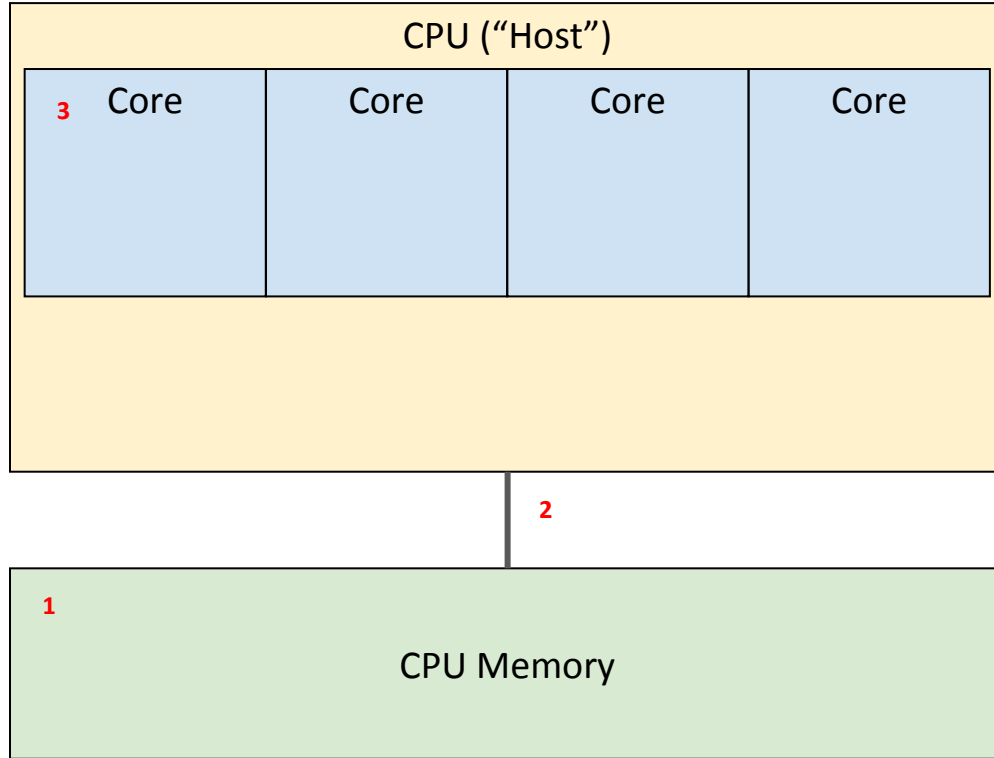 CPU (“Host”)
3 Core Core Core Core
2
1
CPU Memory